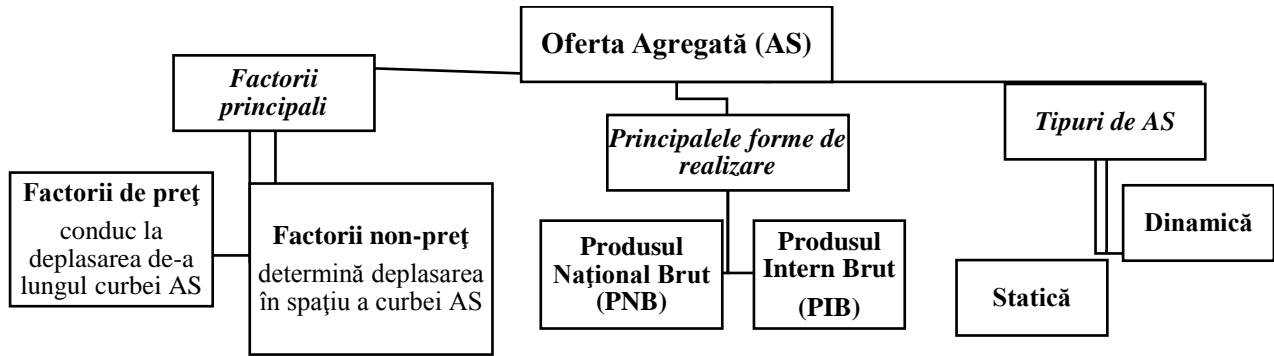 Oferta Agregată (AS)
Factorii
principali
Factorii de preţ
conduc la
deplasarea de-a
lungul curbei AS
Factorii non-preţ
determină deplasarea
în spaţiu a curbei AS
Principalele forme de
realizare
Produsul
Naţional Brut
(PNB)
Produsul
Intern Brut
(PIB)
Tipuri de AS
Dinamică
Statică